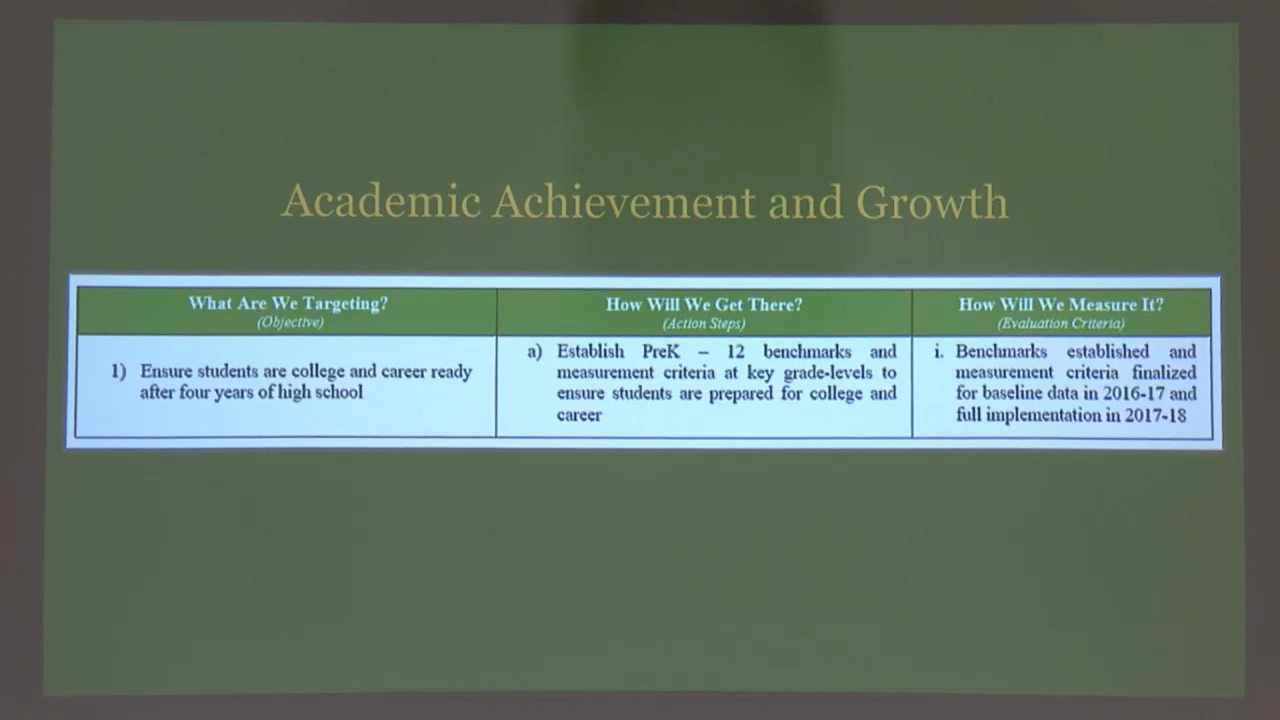 Academic Achievement and Growth
What Are We Targeting?
(Objective)
How Will We Get There?
(Action Steps)
How Will We Measure It?
(Evaluation Criteria)
1) Ensure students are college and career ready
after four years of high school
a) Establish PreK – 12 benchmarks and
measurement criteria at key grade-levels to
ensure students are prepared for college and
career
i. Benchmarks established and
measurement criteria finalized
for baseline data in 2016-17 and
full implementation in 2017-18